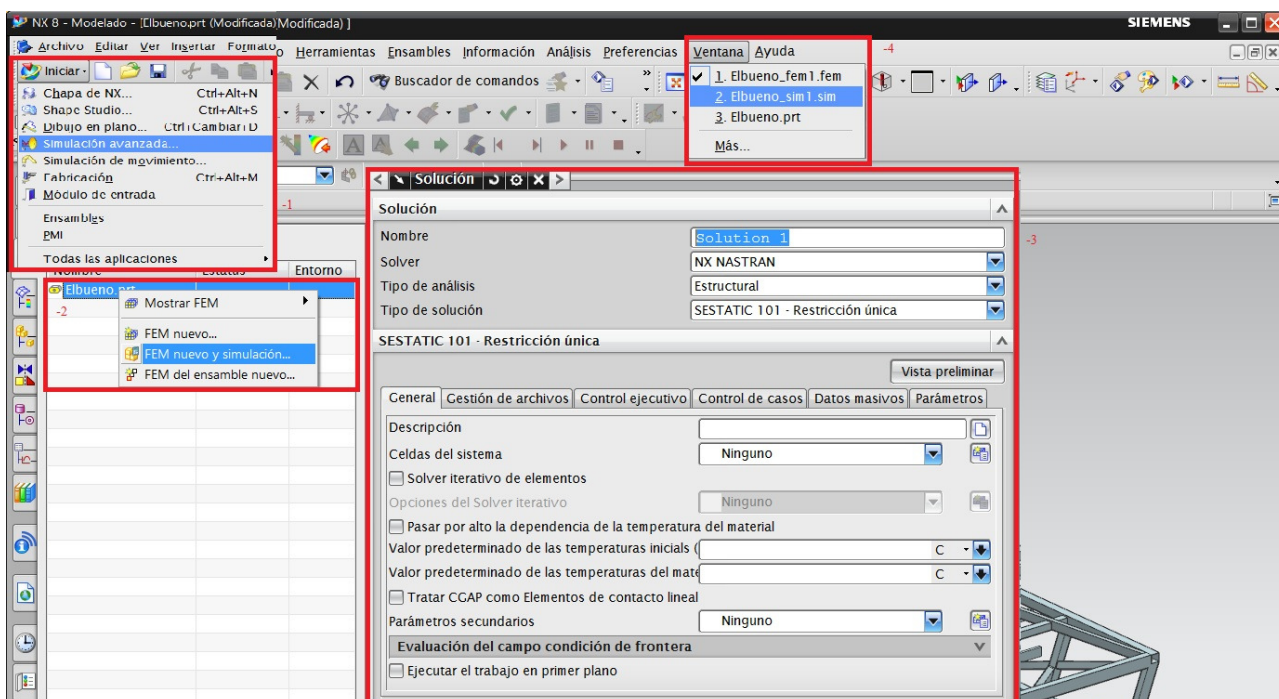 NX 8 - Modelado - [Elbueno.prt (Modificada) Modificada) ]
SIEMENS
Archivo Editar Ver Insertar Formato Herramientas Ensambles Información Análisis Preferencias Ventana Ayuda
-4
Iniciar
Buscador de comandos
Chapa de NX... Ctrl+Alt+N
Shape Studio... Ctrl+Alt+S
Dibujo en plano...
Simulación avanzada...
Simulación de movimiento...
Fabricación Ctrl+Alt+M
Módulo de entrada
Ensambles
PMI
Todas las aplicaciones
-1
1. Elbueno_fem1.fem
2. Elbueno_sim1.sim
3. Elbueno.prt
Más...
Nombre Estatus Entorno
Elbueno.prt
-2
Mostrar FEM
FEM nuevo...
FEM nuevo y simulación...
FEM del ensamble nuevo...
Solución
Solución
-3
Nombre Solution 1
Solver NX NASTRAN
Tipo de análisis Estructural
Tipo de solución SESTATIC 101 - Restricción única
SESTATIC 101 - Restricción única
Vista preliminar
General Gestión de archivos Control ejecutivo Control de casos Datos masivos Parámetros
Descripción
Celdas del sistema Ninguno
Solver iterativo de elementos
Opciones del Solver iterativo Ninguno
Pasar por alto la dependencia de la temperatura del material
Valor predeterminado de las temperaturas inicials ( C
Valor predeterminado de las temperaturas del mate C
Tratar CGAP como Elementos de contacto lineal
Parámetros secundarios Ninguno
Evaluación del campo condición de frontera
Ejecutar el trabajo en primer plano